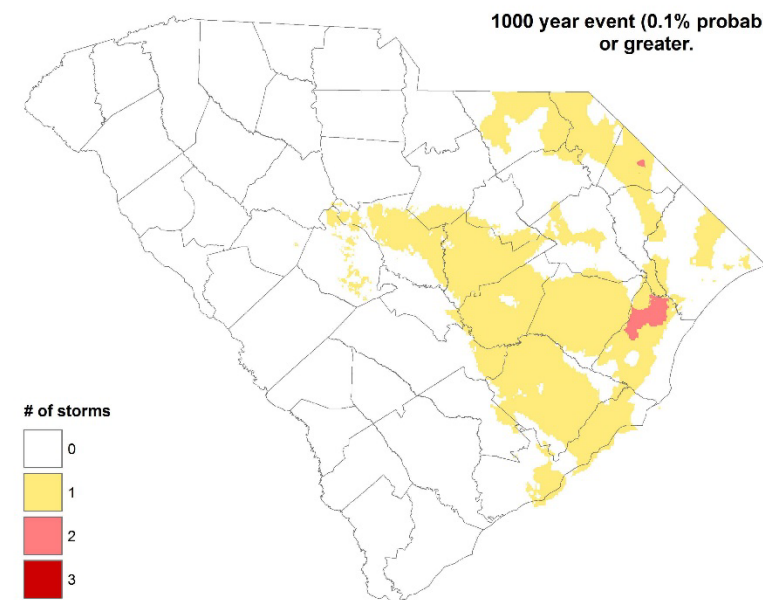 1000 year event (0.1% probab
or greater.
# of storms
0
1
2
3